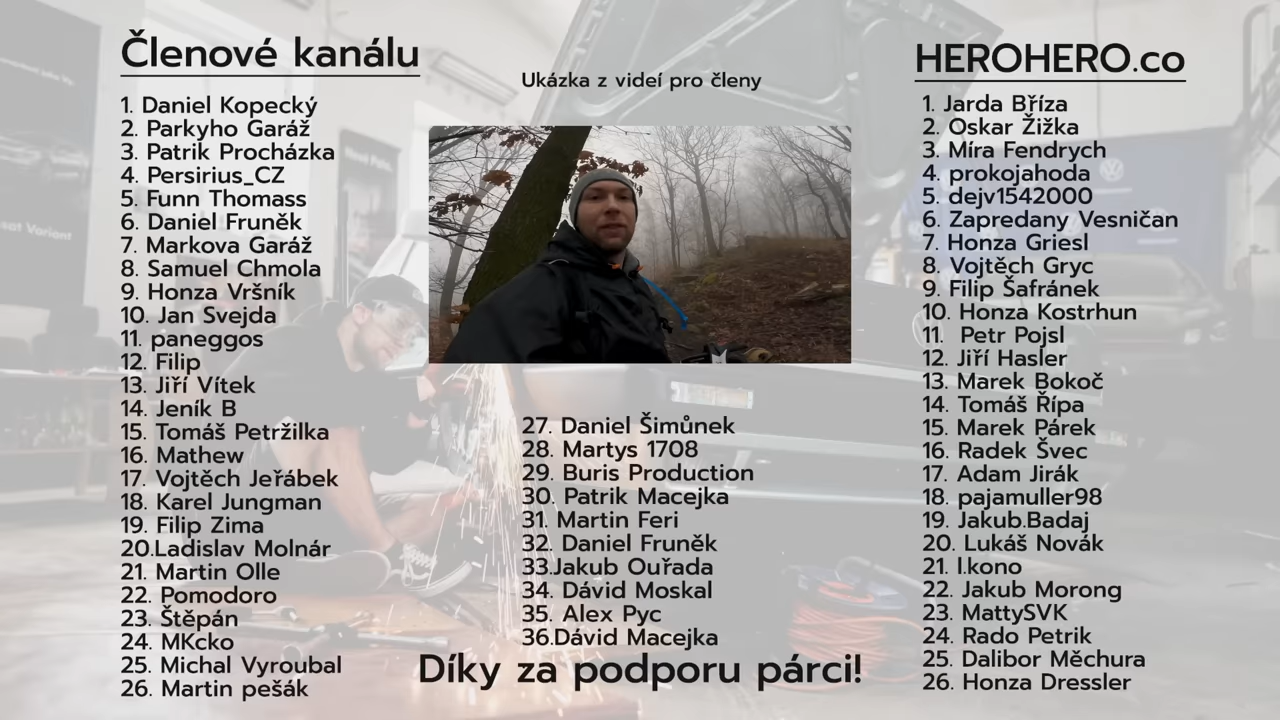 Členové kanálu
1. Daniel Kopecký
2. Parkyho Garáž
3. Patrik Procházka
4. Persirius_CZ
5. Funn Thomass
6. Daniel Fruněk
7. Markova Garáž
8. Samuel Chmola
9. Honza Vršník
10. Jan Svejda
11. paneggos
12. Filip
13. Jiří Vítek
14. Jeník B
15. Tomáš Petržilka
16. Mathew
17. Vojtěch Jeřábek
18. Karel Jungman
19. Filip Zima
20.Ladislav Molnár
21. Martin Olle
22. Pomodoro
23. Štěpán
24. MKcko
25. Michal Vyroubal
26. Martin pešák
Ukázka z videí pro členy
27. Daniel Šimůnek
28. Martys 1708
29. Buris Production
30. Patrik Macejka
31. Martin Feri
32. Daniel Fruněk
33.Jakub Ouřada
34. Dávid Moskal
35. Alex Pyc
36.Dávid Macejka
Díky za podporu párci!
HEROHERO.co
1. Jarda Bříza
2. Oskar Žižka
3. Míra Fendrych
4. prokojahoda
5. dejv1542000
6. Zapredany Vesničan
7. Honza Griesl
8. Vojtěch Gryc
9. Filip Šafránek
10. Honza Kostrhun
11. Petr Pojsl
12. Jiří Hasler
13. Marek Bokoč
14. Tomáš Řípa
15. Marek Párek
16. Radek Švec
17. Adam Jirák
18. pajamuller98
19. Jakub.Badaj
20. Lukáš Novák
21. l.kono
22. Jakub Morong
23. MattySVK
24. Rado Petrik
25. Dalibor Měchura
26. Honza Dressler
sat Variant